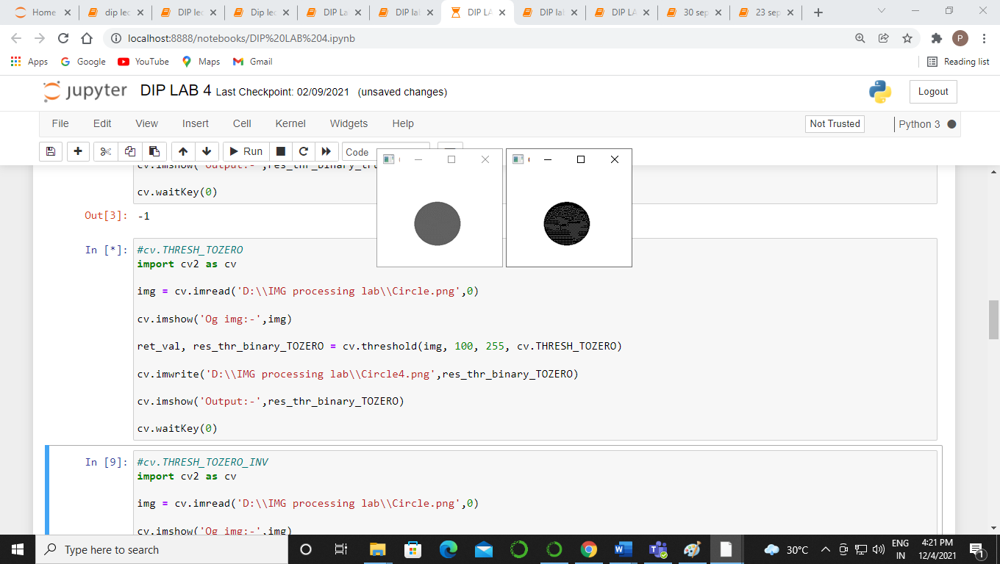 Home
dip lec
DIP lec
Dip lec
DIP La
DIP lal
DIP LA
DIP lal
DIP LA
30 sep
23 sep
localhost:8888/notebooks/DIP%20LAB%204.ipynb
P
Apps
Google
YouTube
Maps
Gmail
Reading list
jupyter DIP LAB 4 Last Checkpoint: 02/09/2021 (unsaved changes)
Logout
File Edit View Insert Cell Kernel Widgets Help
Not Trusted
Python 3
Run
Code
cv.waitKey(0)
Out[3]: -1
In [*]: #cv.THRESH_TOZERO
import cv2 as cv
img = cv.imread('D:\\IMG processing lab\\Circle.png',0)
cv.imshow('Og img:-',img)
ret_val, res_thr_binary_TOZERO = cv.threshold(img, 100, 255, cv.THRESH_TOZERO)
cv.imwrite('D:\\IMG processing lab\\Circle4.png',res_thr_binary_TOZERO)
cv.imshow('Output:-',res_thr_binary_TOZERO)
cv.waitKey(0)
In [9]: #cv.THRESH_TOZERO_INV
import cv2 as cv
img = cv.imread('D:\\IMG processing lab\\Circle.png',0)
cv.imshow('Og img:-',img)
Type here to search
30°C
ENG
IN
4:21 PM
12/4/2021
1